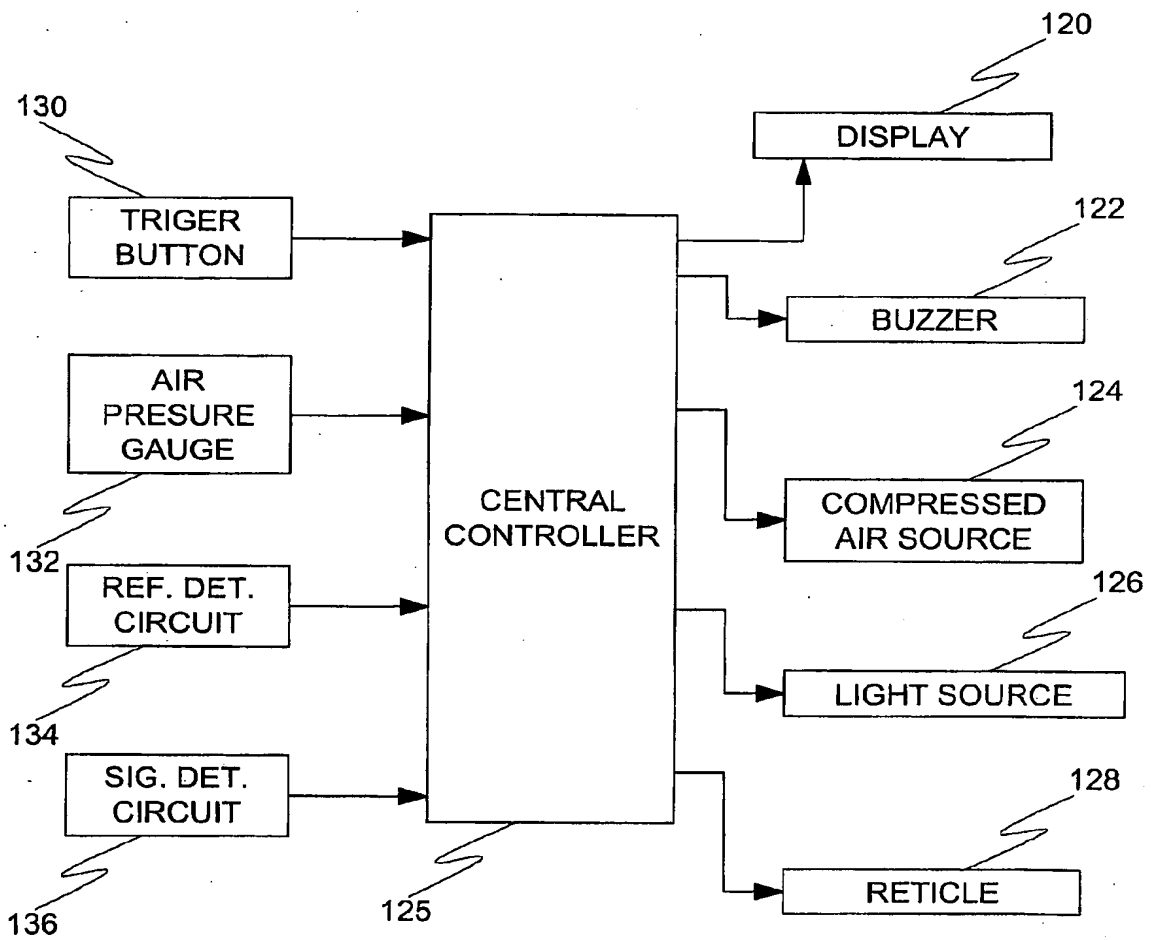 120
130
DISPLAY
TRIGER
BUTTON
122
BUZZER
AIR
PRESURE
GAUGE
124
CENTRAL
CONTROLLER
COMPRESSED
AIR SOURCE
132
REF. DET.
CIRCUIT
126
LIGHT SOURCE
134
SIG. DET.
CIRCUIT
128
RETICLE
136
125